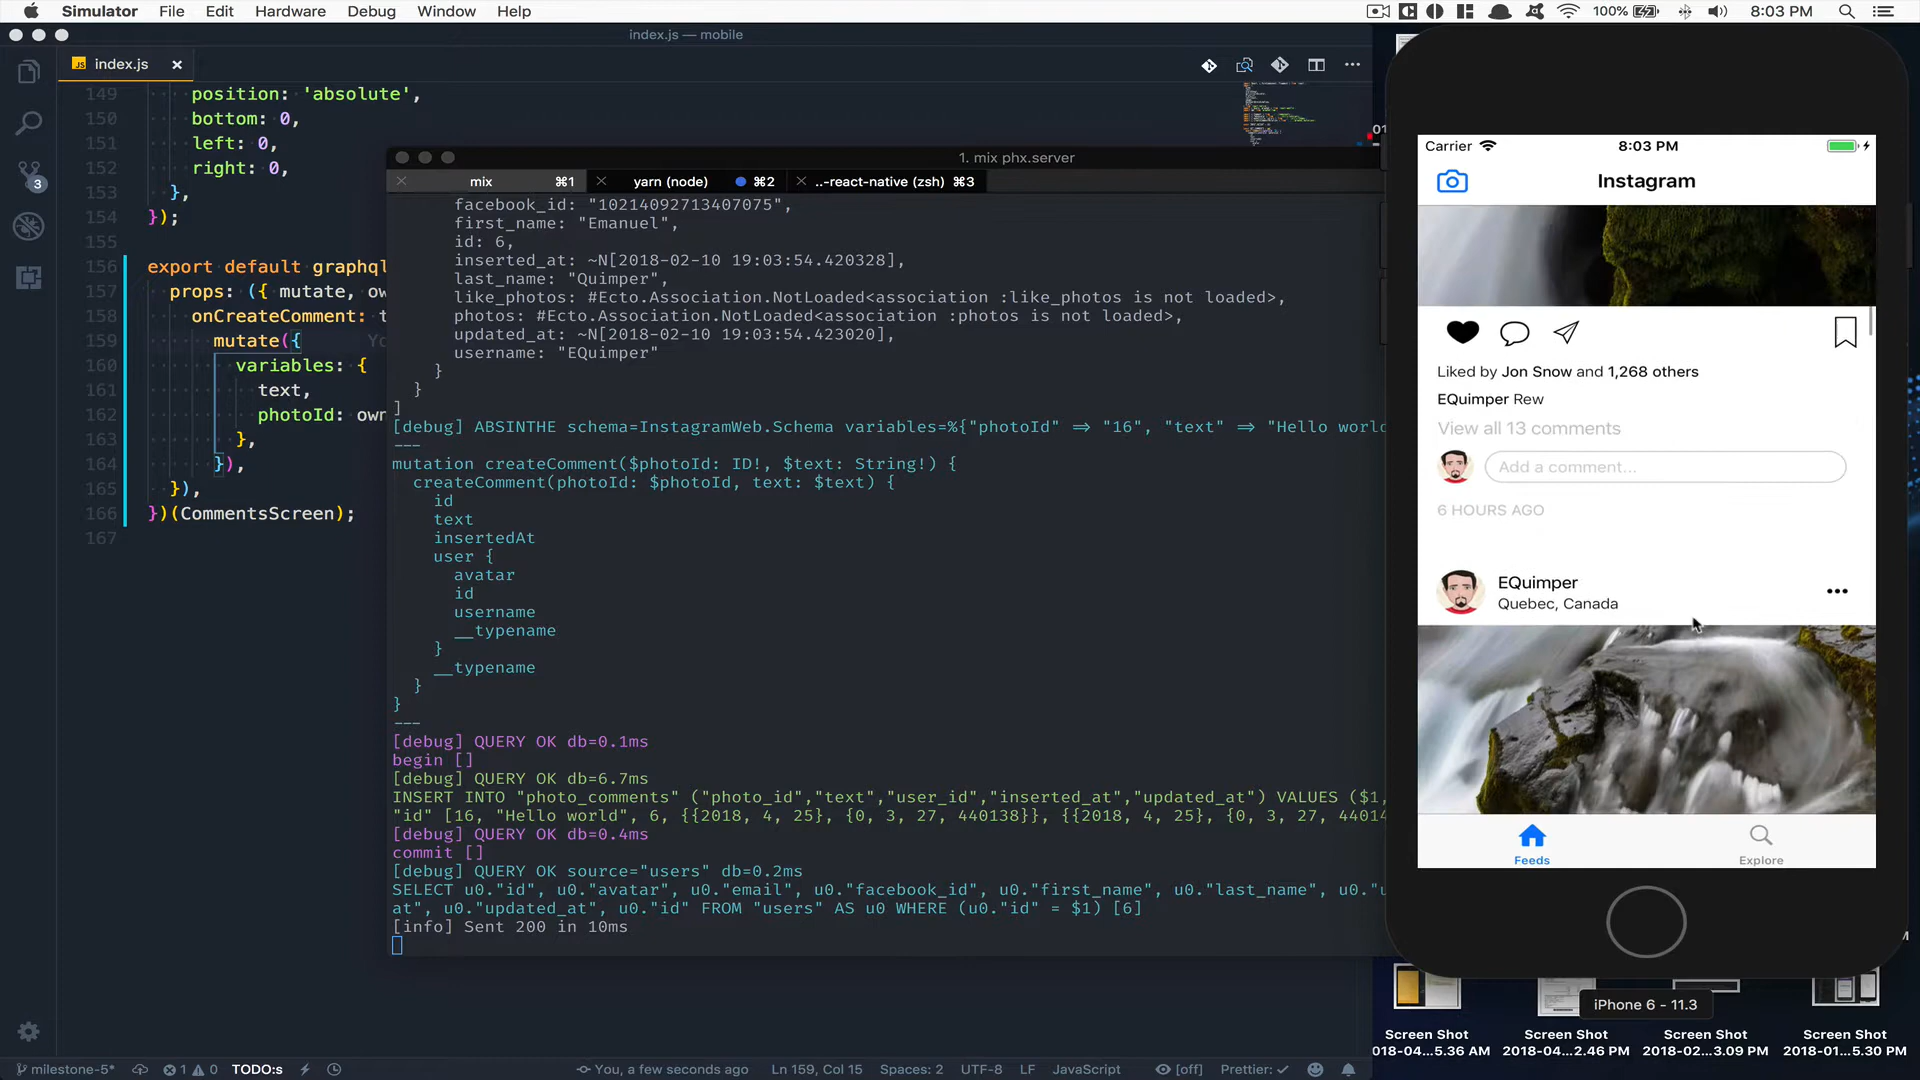 Simulator File Edit Hardware Debug Window Help
100% 8:03 PM
index.js — mobile
index.js
149 position: 'absolute',
150 bottom: 0,
151 left: 0,
152 right: 0,
153 },
154 });
155
156 export default graphql
157 props: ({ mutate, ow
158 onCreateComment: t
159 mutate({
160 variables: {
161 text,
162 photoId: own
163 },
164 }),
165 }),
166 })(CommentsScreen);
167
3
1. mix phx.server
mix ⌘1 yarn (node) ⌘2 ..-react-native (zsh) ⌘3
facebook_id: "10214092713407075",
first_name: "Emanuel",
id: 6,
inserted_at: ~N[2018-02-10 19:03:54.420328],
last_name: "Quimper",
like_photos: #Ecto.Association.NotLoaded<association :like_photos is not loaded>,
photos: #Ecto.Association.NotLoaded<association :photos is not loaded>,
updated_at: ~N[2018-02-10 19:03:54.423020],
username: "EQuimper"
}
}
]
[debug] ABSINTHE schema=InstagramWeb.Schema variables=%{"photoId" => "16", "text" => "Hello world
---
mutation createComment($photoId: ID!, $text: String!) {
createComment(photoId: $photoId, text: $text) {
id
text
insertedAt
user {
avatar
id
username
__typename
}
__typename
}
}
---
[debug] QUERY OK db=0.1ms
begin []
[debug] QUERY OK db=6.7ms
INSERT INTO "photo_comments" ("photo_id","text","user_id","inserted_at","updated_at") VALUES ($1,
"id" [16, "Hello world", 6, {{2018, 4, 25}, {0, 3, 27, 440138}}, {{2018, 4, 25}, {0, 3, 27, 44014
[debug] QUERY OK db=0.4ms
commit []
[debug] QUERY OK source="users" db=0.2ms
SELECT u0."id", u0."avatar", u0."email", u0."facebook_id", u0."first_name", u0."last_name", u0."u
at", u0."updated_at", u0."id" FROM "users" AS u0 WHERE (u0."id" = $1) [6]
[info] Sent 200 in 10ms
Carrier 8:03 PM
Instagram
Liked by Jon Snow and 1,268 others
EQuimper Rew
View all 13 comments
Add a comment...
6 HOURS AGO
EQuimper
Quebec, Canada
Feeds Explore
iPhone 6 - 11.3
Screen Shot Screen Shot Screen Shot Screen Shot
018-04...5.36 AM 2018-04...2.46 PM 2018-02...3.09 PM 2018-01...5.30 PM
milestone-5* 1 0 TODO:s You, a few seconds ago Ln 159, Col 15 Spaces: 2 UTF-8 LF JavaScript [off] Prettier: ✓